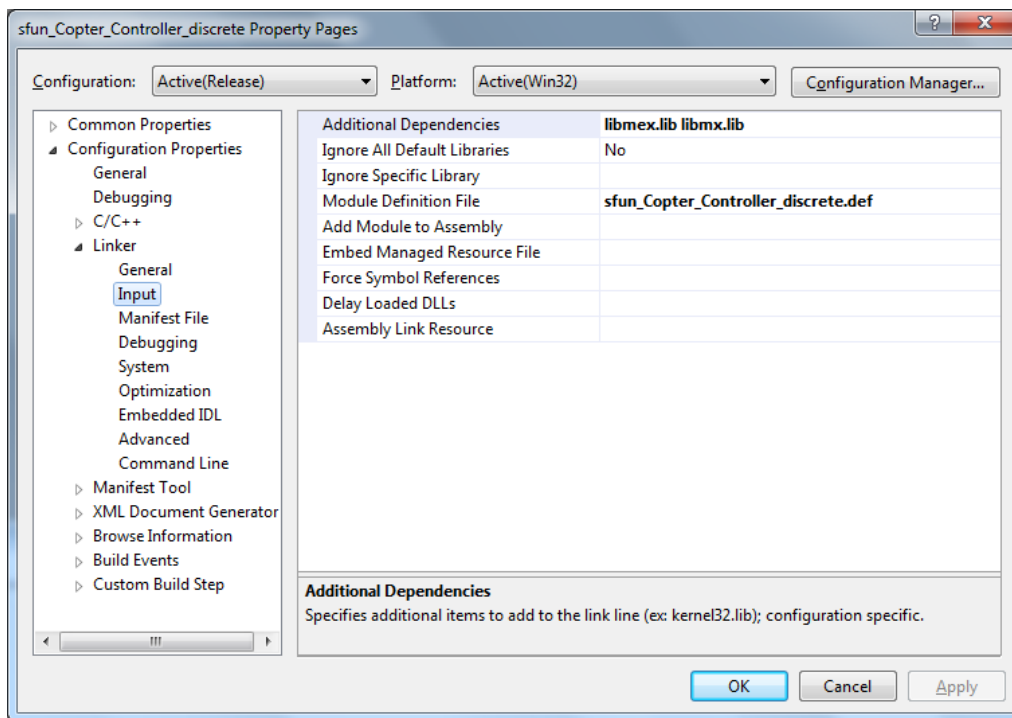 sfun_Copter_Controller_discrete Property Pages
Configuration: Active(Release) Platform: Active(Win32) Configuration Manager...
Common Properties
Configuration Properties
General
Debugging
C/C++
Linker
General
Input
Manifest File
Debugging
System
Optimization
Embedded IDL
Advanced
Command Line
Manifest Tool
XML Document Generator
Browse Information
Build Events
Custom Build Step
Additional Dependencies libmex.lib libmx.lib
Ignore All Default Libraries No
Ignore Specific Library
Module Definition File sfun_Copter_Controller_discrete.def
Add Module to Assembly
Embed Managed Resource File
Force Symbol References
Delay Loaded DLLs
Assembly Link Resource
Additional Dependencies
Specifies additional items to add to the link line (ex: kernel32.lib); configuration specific.
OK Cancel Apply